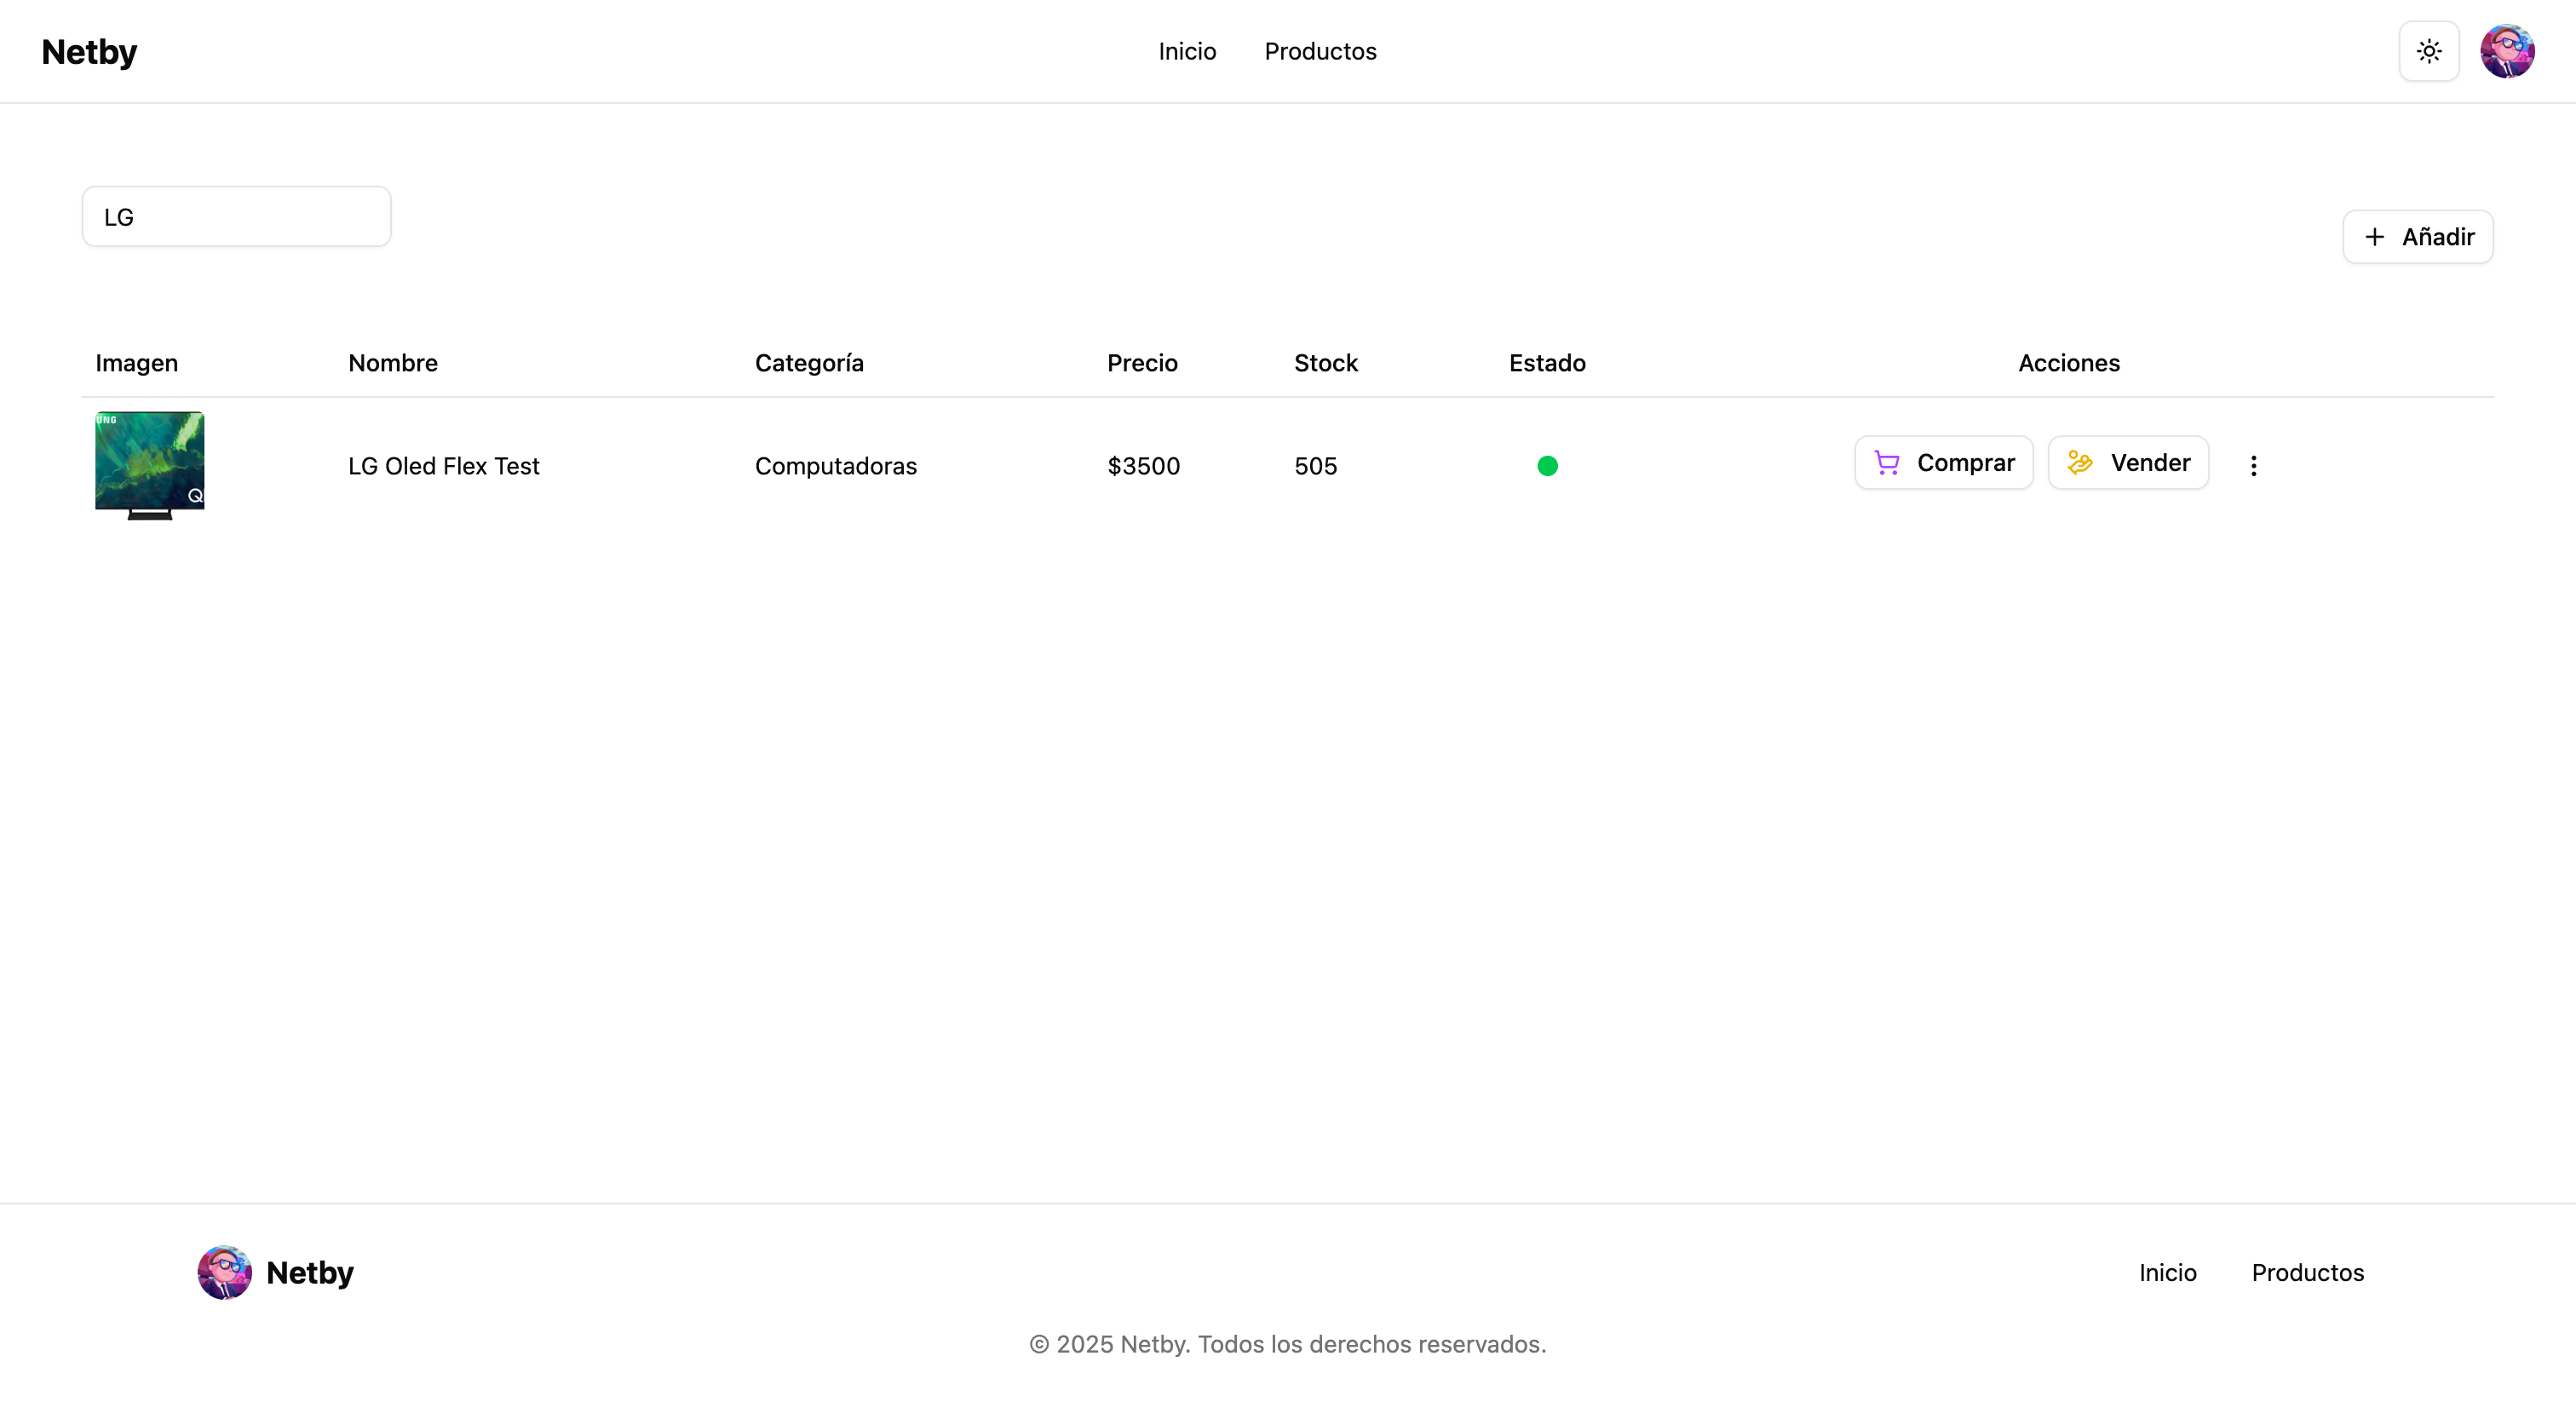 Netby Inicio Productos
LG
Añadir
Imagen Nombre Categoría Precio Stock Estado Acciones
UNG
Q
LG Oled Flex Test Computadoras $3500 505 Comprar Vender
Netby Inicio Productos
© 2025 Netby. Todos los derechos reservados.